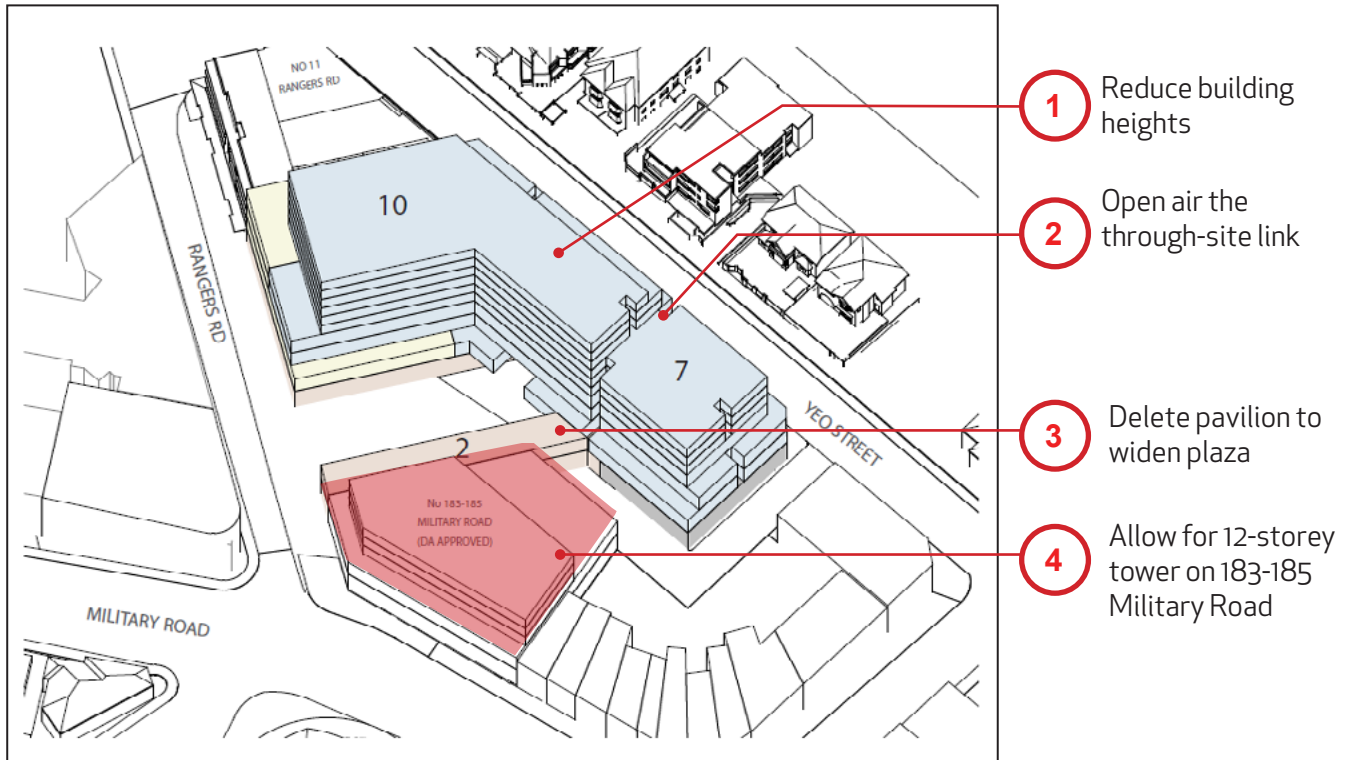 NO 11
RANGERS RD
10
RANGERS RD
7
YEO STREET
2
No 183-185
MILITARY ROAD
(DA APPROVED)
MILITARY ROAD
1
Reduce building
heights
2
Open air the
through-site link
3
Delete pavilion to
widen plaza
4
Allow for 12-storey
tower on 183-185
Military Road